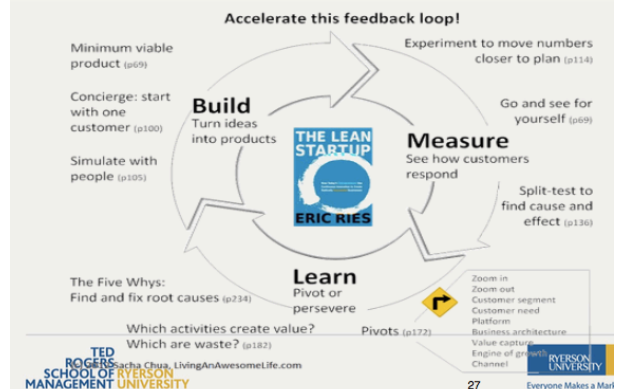 Accelerate this feedback loop!
Minimum viable
product (p69)
Concierge: start
with one
customer (p100)
Simulate with
people (p105)
Build
Turn ideas
into products
THE LEAN
STARTUP
ERIC RIES
Experiment to move numbers
closer to plan (p114)
Go and see for
yourself (p69)
Measure
See how customers
respond
Split-test to
find cause and
effect (p136)
Learn
Pivot or
persevere
The Five Whys:
Find and fix root causes (p234)
Which activities create value?
Which are waste? (p182)
Pivots (p172)
Zoom in
Zoom out
Customer segment
Customer need
Platform
Business architecture
Value capture
Engine of growth
Channel
Sacha Chua, LivingAnAwesomeLife.com
TED
ROGERS
SCHOOL OF
MANAGEMENT
RYERSON
UNIVERSITY
27
RYERSON
UNIVERSITY
Everyone Makes a